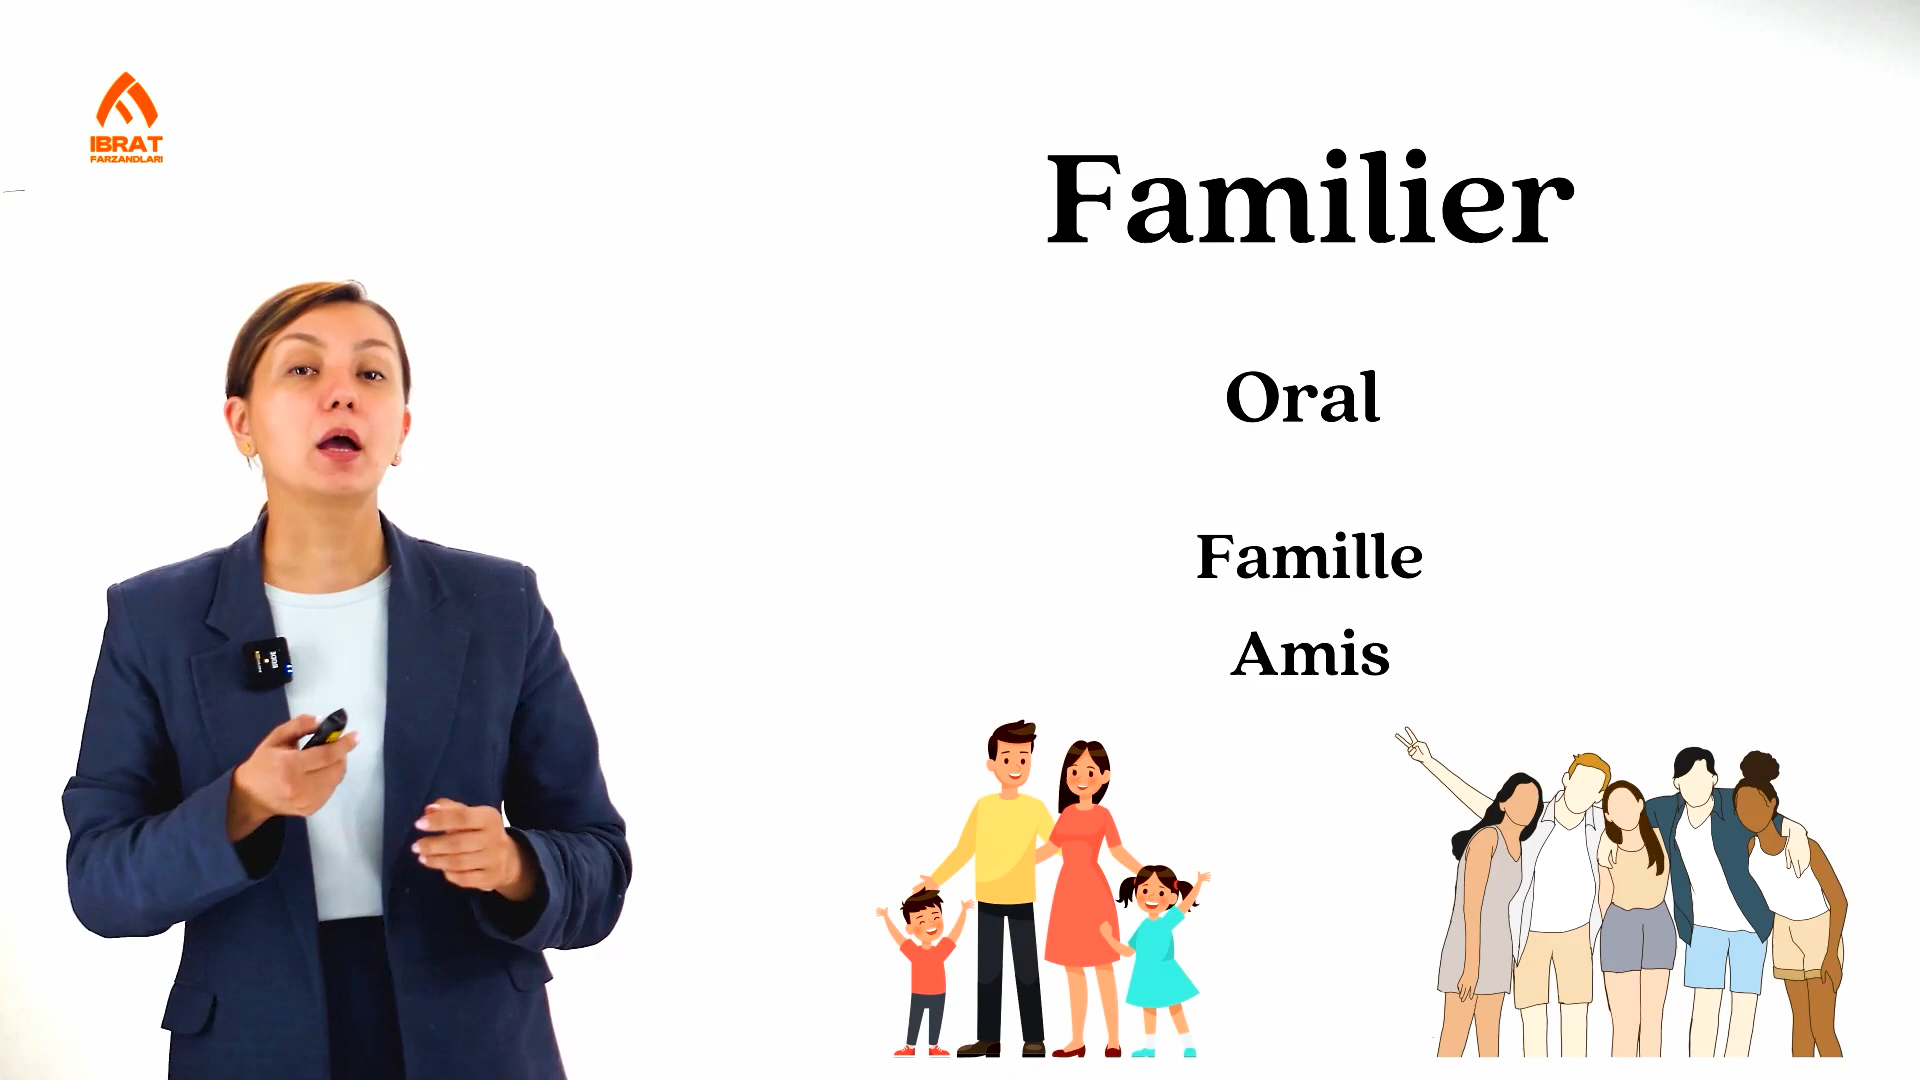 IBRAT
FARZANDLARI
Familier
Oral
Famille
Amis